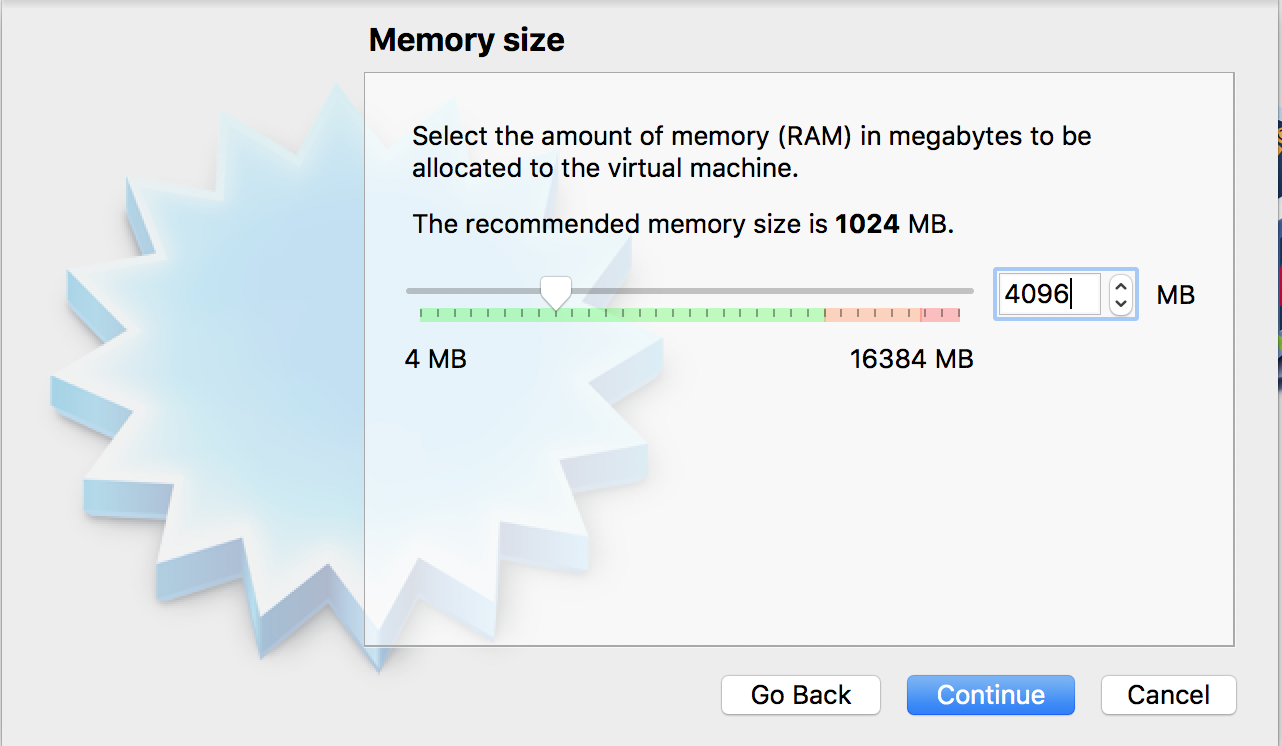 Memory size
Select the amount of memory (RAM) in megabytes to be
allocated to the virtual machine.
The recommended memory size is 1024 MB.
4096 MB
4 MB 16384 MB
Go Back Continue Cancel